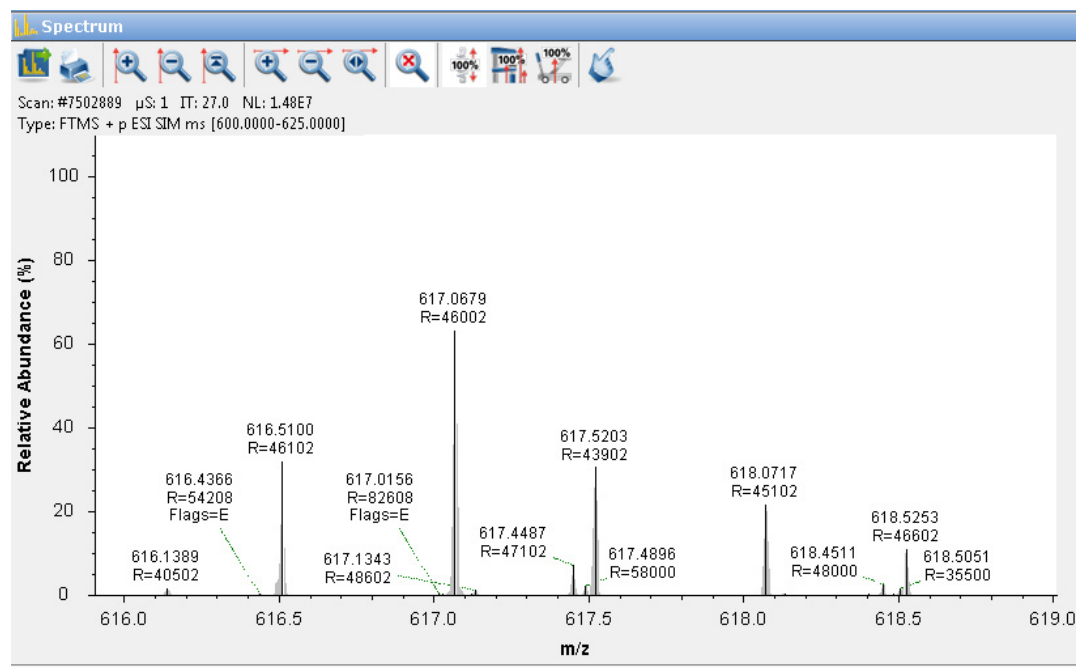 Spectrum
100% 100% 100%
Scan: #7502889 µS: 1 IT: 27.0 NL: 1.48E7
Type: FTMS + p ESI SIM ms [600.0000-625.0000]
Relative Abundance (%)
100
80
60
40
20
0
616.1389
R=40502
616.4366
R=54208
Flags=E
616.5100
R=46102
617.0156
R=82608
Flags=E
617.1343
R=48602
617.0679
R=46002
617.4487
R=47102
617.5203
R=43902
617.4896
R=58000
618.0717
R=45102
618.4511
R=48000
618.5253
R=46602
618.5051
R=35500
616.0 616.5 617.0 617.5 618.0 618.5 619.0
m/z